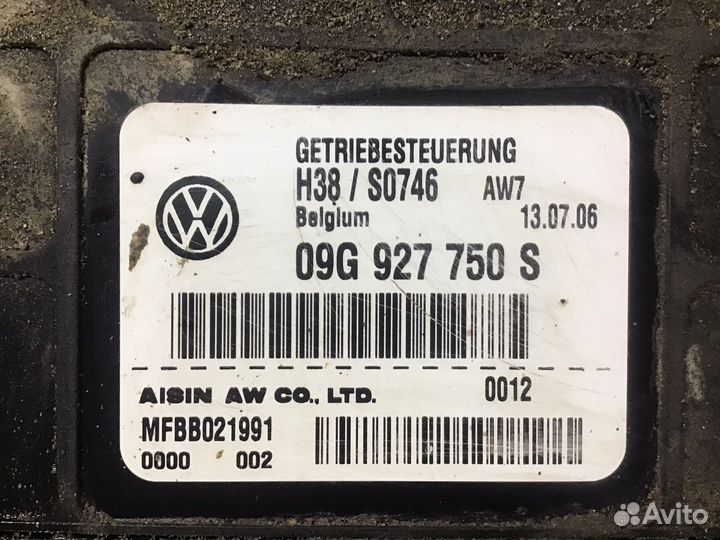 GETRIEBESTEUERUNG
H38 / S0746 AW7
Belgium 13.07.06
09G 927 750 S
AISIN AW CO., LTD. 0012
MFBB021991
0000 002
Avito